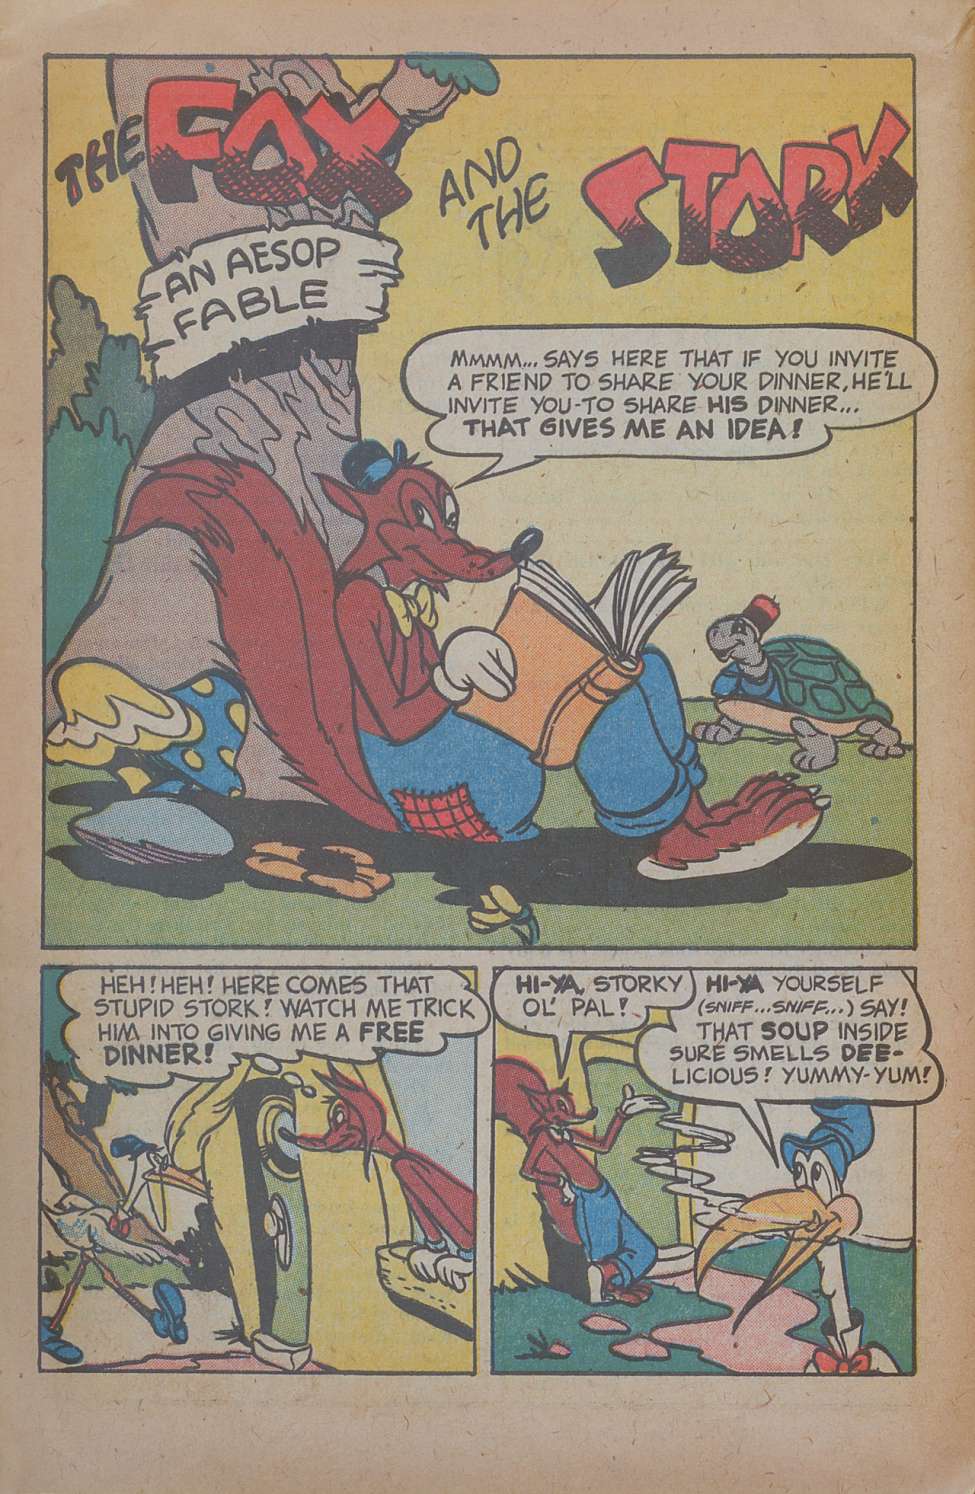 THE FOX
AND
THE
STORK
AN AESOP
FABLE
MMMM... SAYS HERE THAT IF YOU INVITE
A FRIEND TO SHARE YOUR DINNER, HE'LL
INVITE YOU-TO SHARE HIS DINNER...
THAT GIVES ME AN IDEA!
HEH! HEH! HERE COMES THAT
STUPID STORK! WATCH ME TRICK
HIM INTO GIVING ME A FREE
DINNER!
HI-YA, STORKY
OL' PAL!
HI-YA YOURSELF
(SNIFF...SNIFF...) SAY!
THAT SOUP INSIDE
SURE SMELLS DEE-
LICIOUS! YUMMY-YUM!